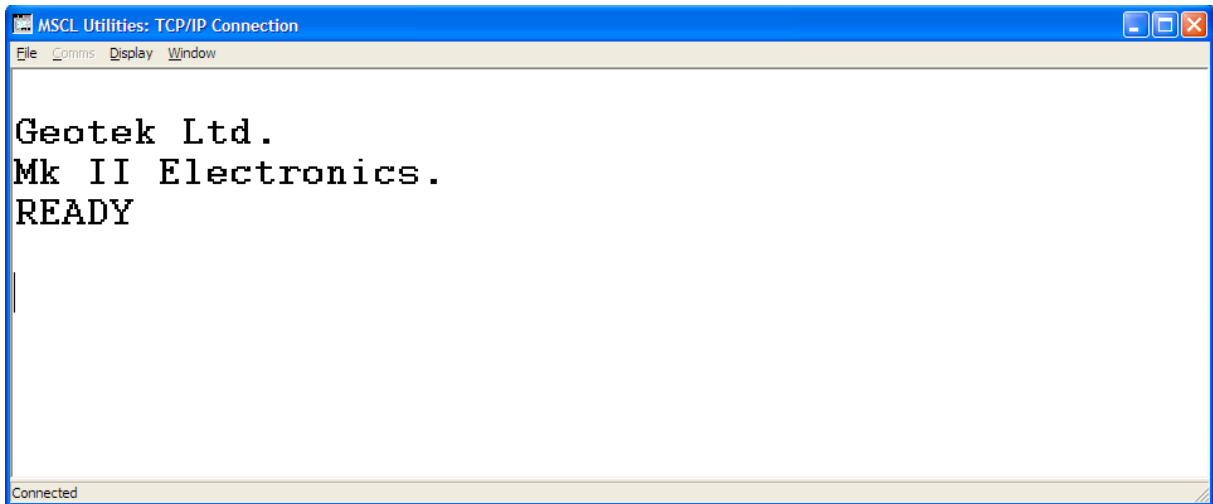 MSCL Utilities: TCP/IP Connection
File Comms Display Window
Geotek Ltd.
Mk II Electronics.
READY
Connected